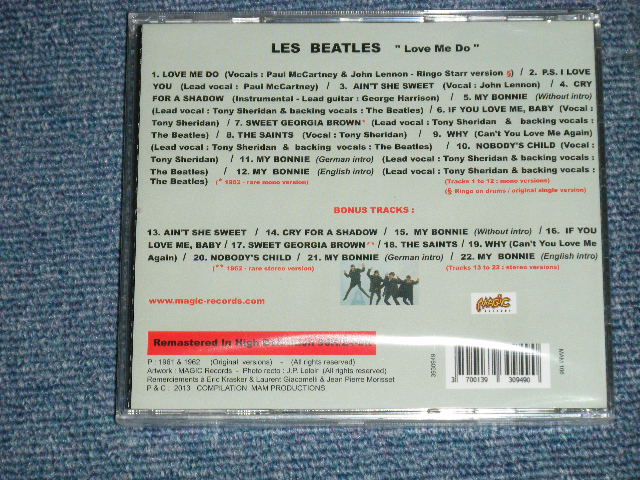 LES BEATLES " Love Me Do "
1. LOVE ME DO (Vocals : Paul McCartney & John Lennon - Ringo Starr version §) / 2. P.S. I LOVE
YOU (Lead vocal : Paul McCartney) / 3. AIN'T SHE SWEET (Vocal : John Lennon) / 4. CRY
FOR A SHADOW (Instrumental - Lead guitar : George Harrison) / 5. MY BONNIE (Without intro)
(Lead vocal : Tony Sheridan & backing vocals : The Beatles) / 6. IF YOU LOVE ME, BABY (Vocal :
Tony Sheridan) / 7. SWEET GEORGIA BROWN* (Lead vocal : Tony Sheridan & backing vocals :
The Beatles) / 8. THE SAINTS (Vocal : Tony Sheridan) / 9. WHY (Can't You Love Me Again)
(Lead vocal : Tony Sheridan & backing vocals : The Beatles) / 10. NOBODY'S CHILD (Vocal :
Tony Sheridan) / 11. MY BONNIE (German intro) (Lead vocal : Tony Sheridan & backing vocals :
The Beatles) / 12. MY BONNIE (English intro) (Lead vocal : Tony Sheridan & backing vocals :
The Beatles) (* 1962 - rare mono version) (Tracks 1 to 12 : mono versions)
(§ Ringo on drums / original single version)
BONUS TRACKS :
13. AIN'T SHE SWEET / 14. CRY FOR A SHADOW / 15. MY BONNIE (Without intro) / 16. IF YOU
LOVE ME, BABY / 17. SWEET GEORGIA BROWN** / 18. THE SAINTS / 19. WHY (Can't You Love Me
Again) / 20. NOBODY'S CHILD / 21. MY BONNIE (German intro) / 22. MY BONNIE (English intro)
(** 1962 - rare stereo version) (Tracks 13 to 22 : stereo versions)
www.magic-records.com
MAGIC
RECORDS
Remastered In High
P : 1961 & 1962 (Original versions) - (All rights reserved)
Artwork : MAGIC Records - Photo recto : J.P. Leloir (All rights reserved)
Remerciements à Eric Krasker & Laurent Giacomelli & Jean Pierre Morisset
P & C : 2013 COMPILATION MAM PRODUCTIONS
3930949
3 700139 309490